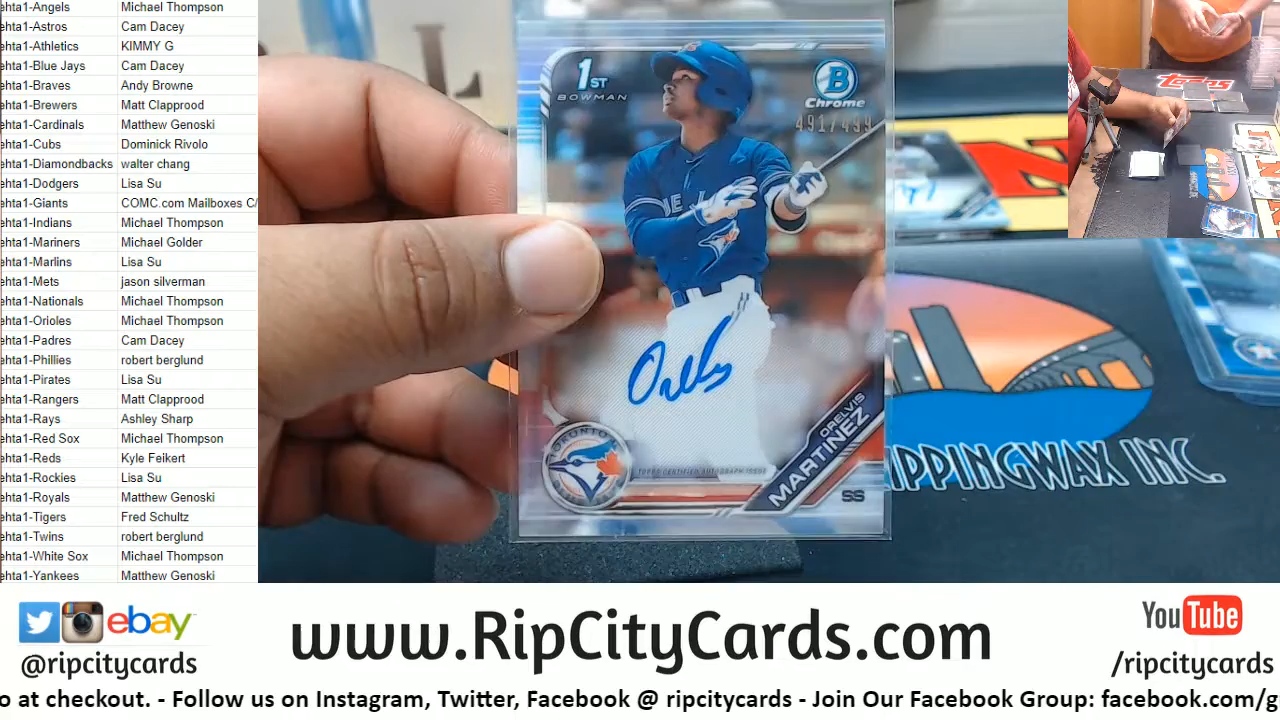 ehta1-Angels Michael Thompson
ehta1-Astros Cam Dacey
ehta1-Athletics KIMMY G
ehta1-Blue Jays Cam Dacey
ehta1-Braves Andy Browne
ehta1-Brewers Matt Clapprood
ehta1-Cardinals Matthew Genoski
ehta1-Cubs Dominick Rivolo
ehta1-Diamondbacks walter chang
ehta1-Dodgers Lisa Su
ehta1-Giants COMC.com Mailboxes C/
ehta1-Indians Michael Thompson
ehta1-Mariners Michael Golder
ehta1-Marlins Lisa Su
ehta1-Mets jason silverman
ehta1-Nationals Michael Thompson
ehta1-Orioles Michael Thompson
ehta1-Padres Cam Dacey
ehta1-Phillies robert berglund
ehta1-Pirates Lisa Su
ehta1-Rangers Matt Clapprood
ehta1-Rays Ashley Sharp
ehta1-Red Sox Michael Thompson
ehta1-Reds Kyle Feikert
ehta1-Rockies Lisa Su
ehta1-Royals Matthew Genoski
ehta1-Tigers Fred Schultz
ehta1-Twins robert berglund
ehta1-White Sox Michael Thompson
ehta1-Yankees Matthew Genoski
1ST
BOWMAN
B
Chrome
491/499
TORONTO
TOPPS CERTIFIED AUTOGRAPH ISSUE
ORELVIS
MARTINEZ
SS
topps
IPPINGWAX INC.
ebay
@ripcitycards
www.RipCityCards.com
YouTube
/ripcitycards
o at checkout. - Follow us on Instagram, Twitter, Facebook @ ripcitycards - Join Our Facebook Group: facebook.com/g